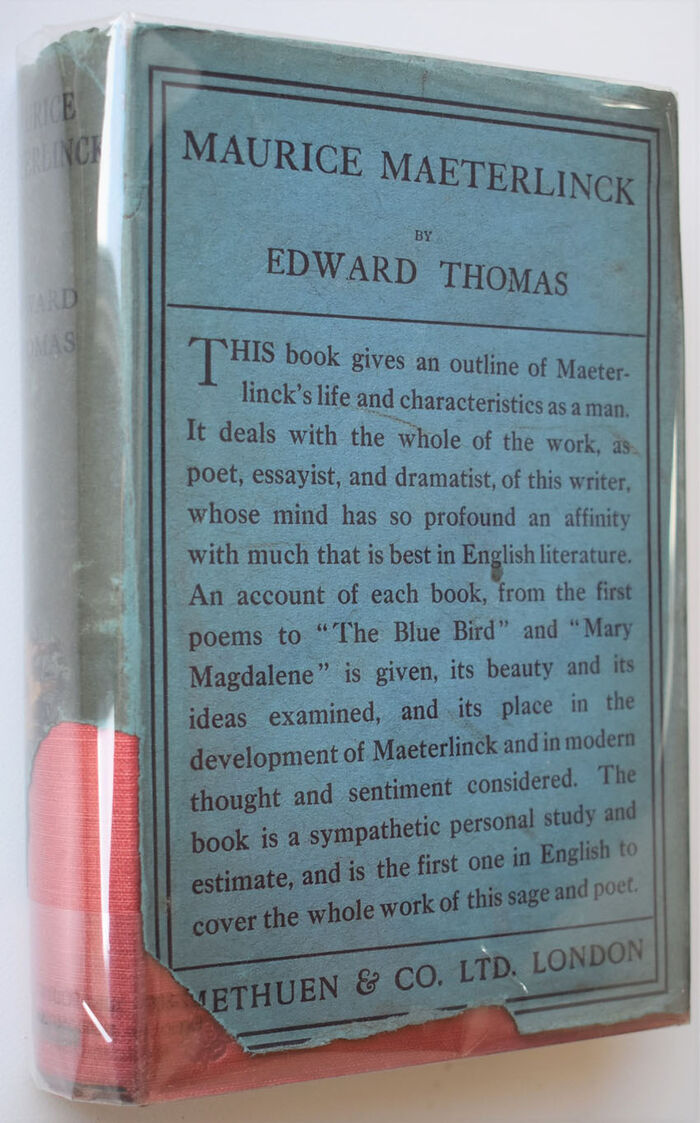 MAURICE MAETERLINCK
BY
EDWARD THOMAS
THIS book gives an outline of Maeter-
linck's life and characteristics as a man.
It deals with the whole of the work, as
poet, essayist, and dramatist, of this writer,
whose mind has so profound an affinity
with much that is best in English literature.
An account of each book, from the first
poems to "The Blue Bird" and "Mary
Magdalene" is given, its beauty and its
ideas examined, and its place in the
development of Maeterlinck and in modern
thought and sentiment considered. The
book is a sympathetic personal study and
estimate, and is the first one in English to
cover the whole work of this sage and poet.
METHUEN & CO. LTD. LONDON